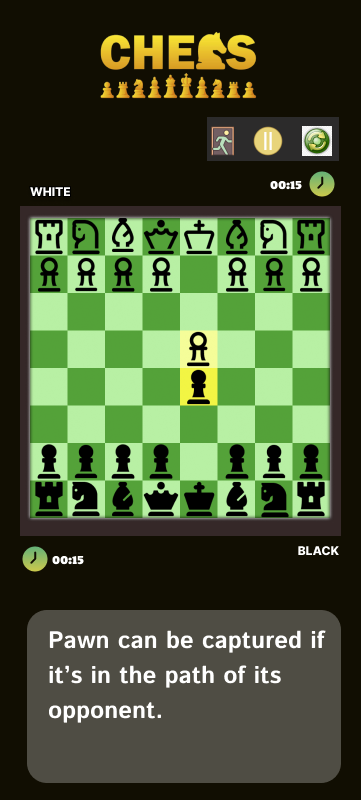 CHESS
00:15
WHITE
00:15
BLACK
Pawn can be captured if
it's in the path of its
opponent.